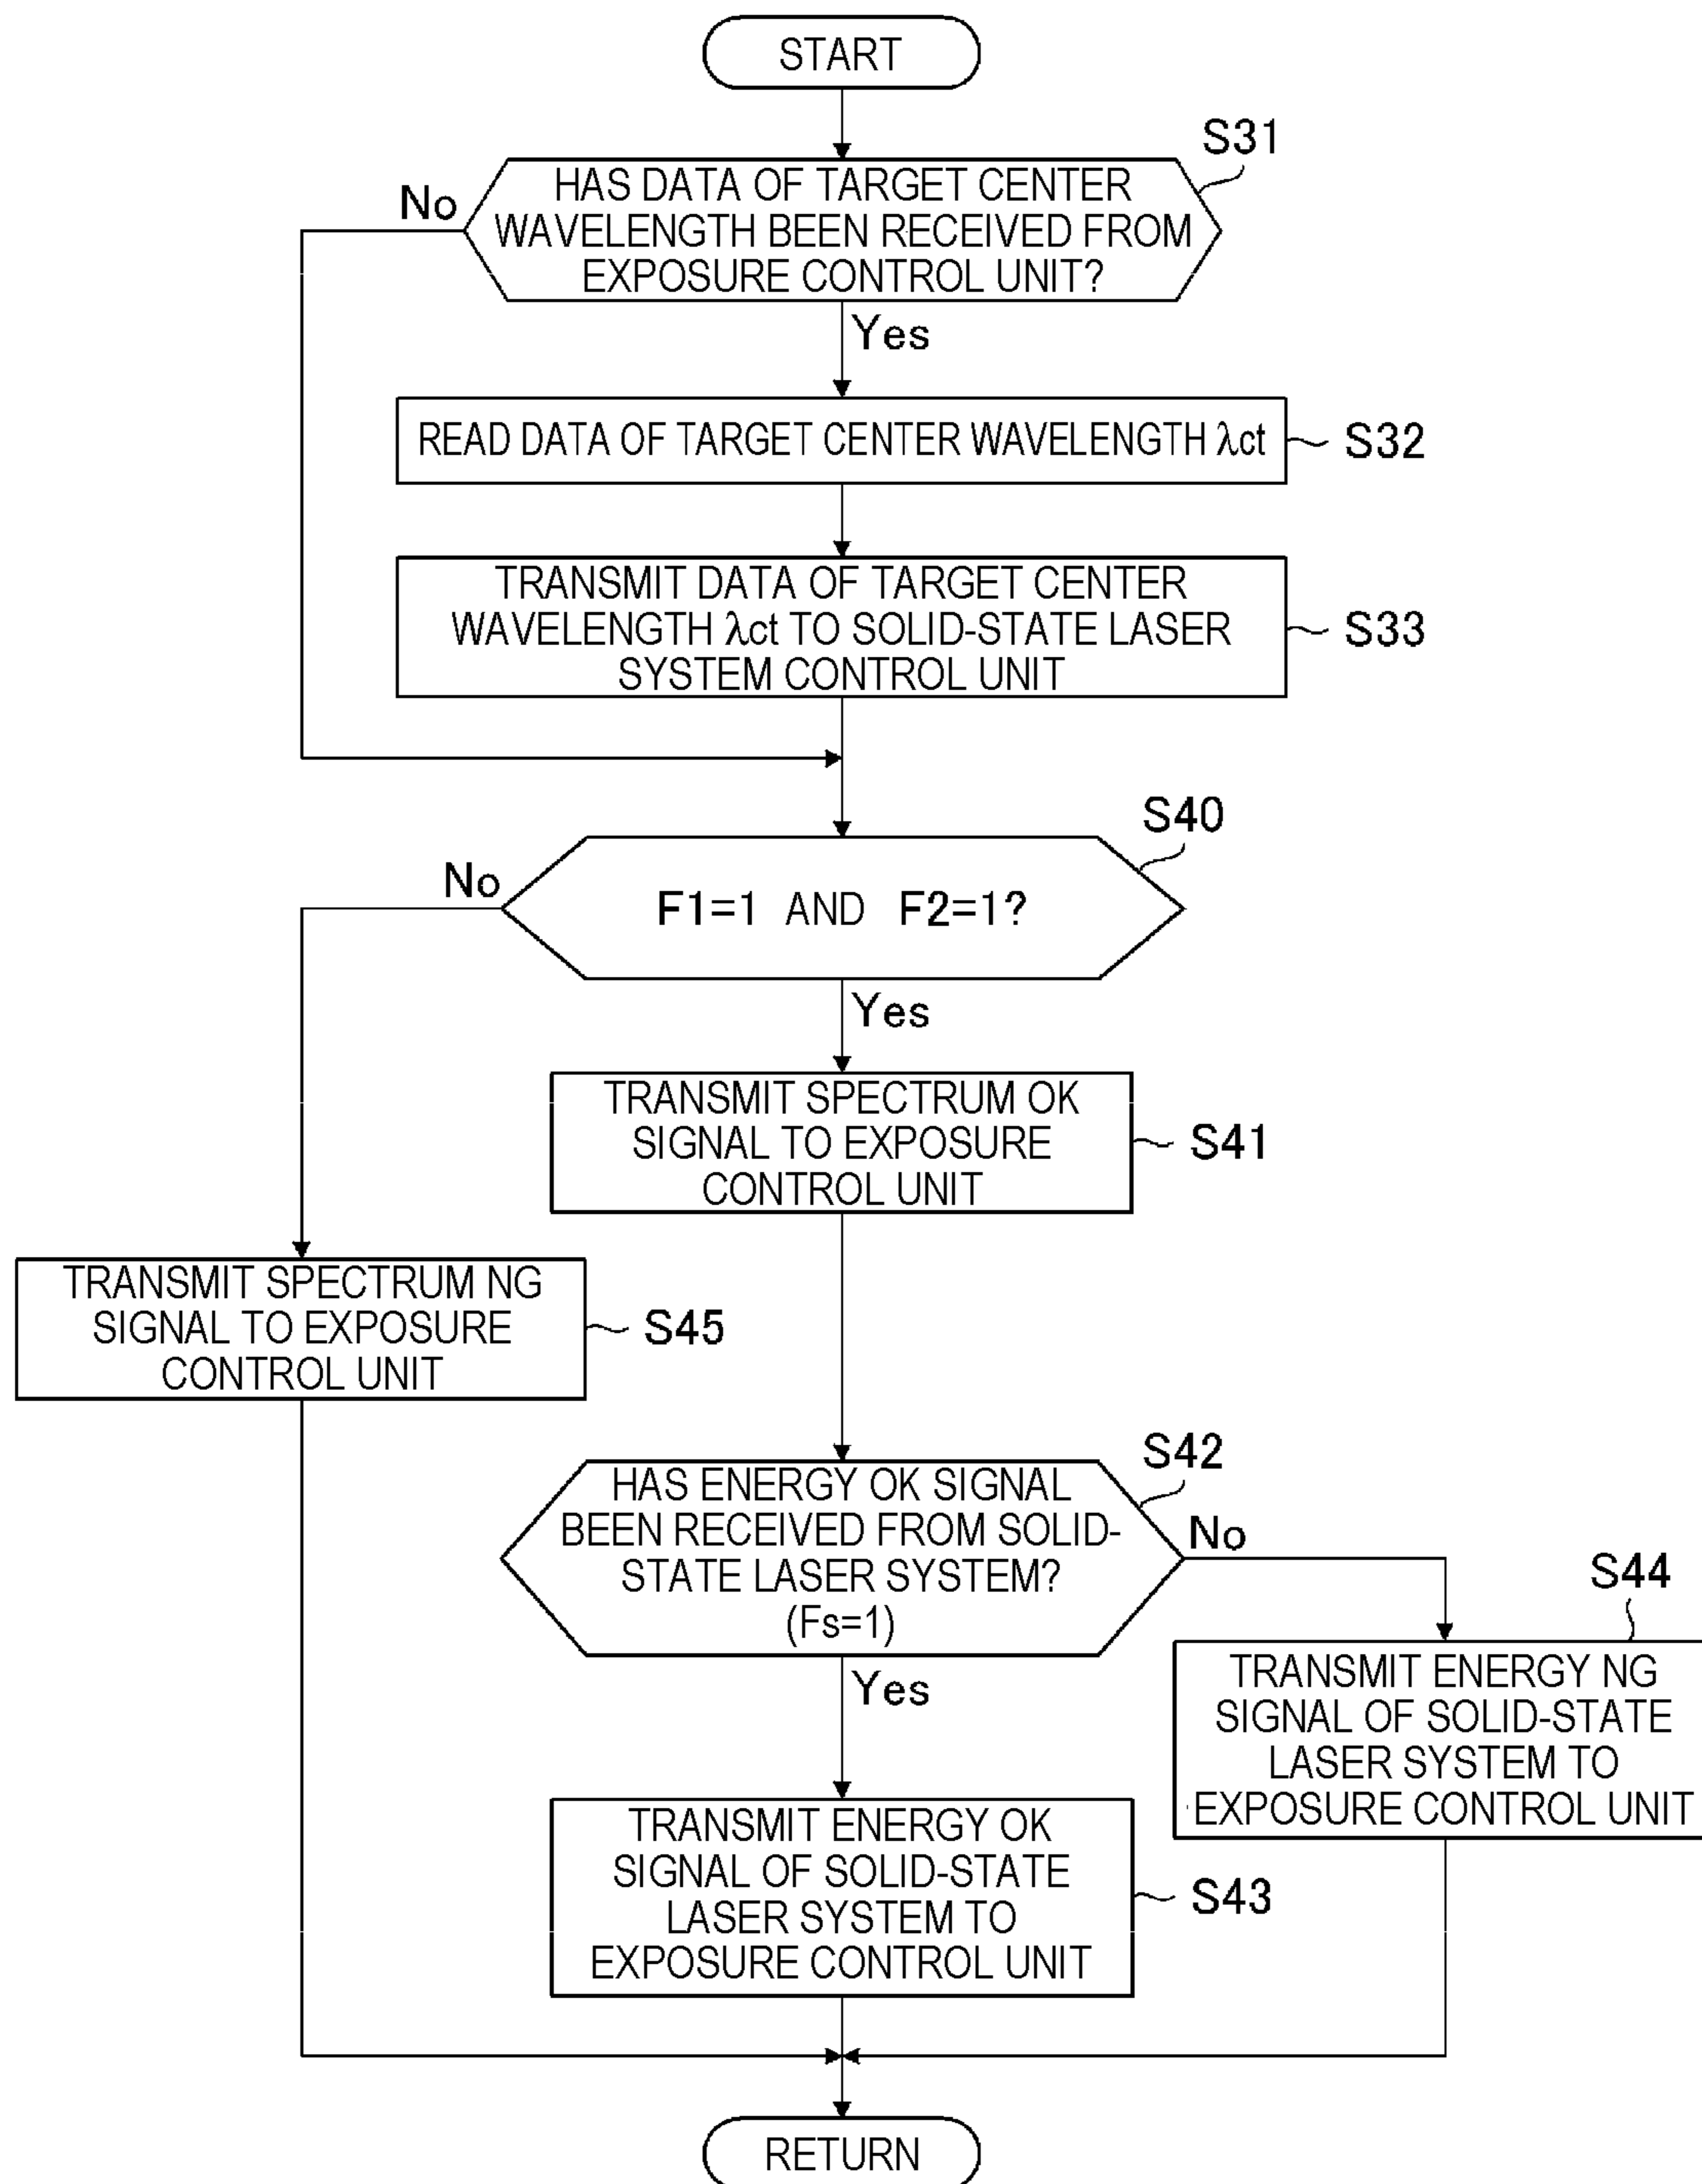 START
S31
HAS DATA OF TARGET CENTER
WAVELENGTH BEEN RECEIVED FROM
EXPOSURE CONTROL UNIT?
No
Yes
READ DATA OF TARGET CENTER WAVELENGTH λct
S32
TRANSMIT DATA OF TARGET CENTER
WAVELENGTH λct TO SOLID-STATE LASER
SYSTEM CONTROL UNIT
S33
S40
F1=1 AND F2=1?
No
Yes
TRANSMIT SPECTRUM OK
SIGNAL TO EXPOSURE
CONTROL UNIT
S41
TRANSMIT SPECTRUM NG
SIGNAL TO EXPOSURE
CONTROL UNIT
S45
S42
HAS ENERGY OK SIGNAL
BEEN RECEIVED FROM SOLID-
STATE LASER SYSTEM?
(Fs=1)
No
Yes
S44
TRANSMIT ENERGY NG
SIGNAL OF SOLID-STATE
LASER SYSTEM TO
EXPOSURE CONTROL UNIT
TRANSMIT ENERGY OK
SIGNAL OF SOLID-STATE
LASER SYSTEM TO
EXPOSURE CONTROL UNIT
S43
RETURN